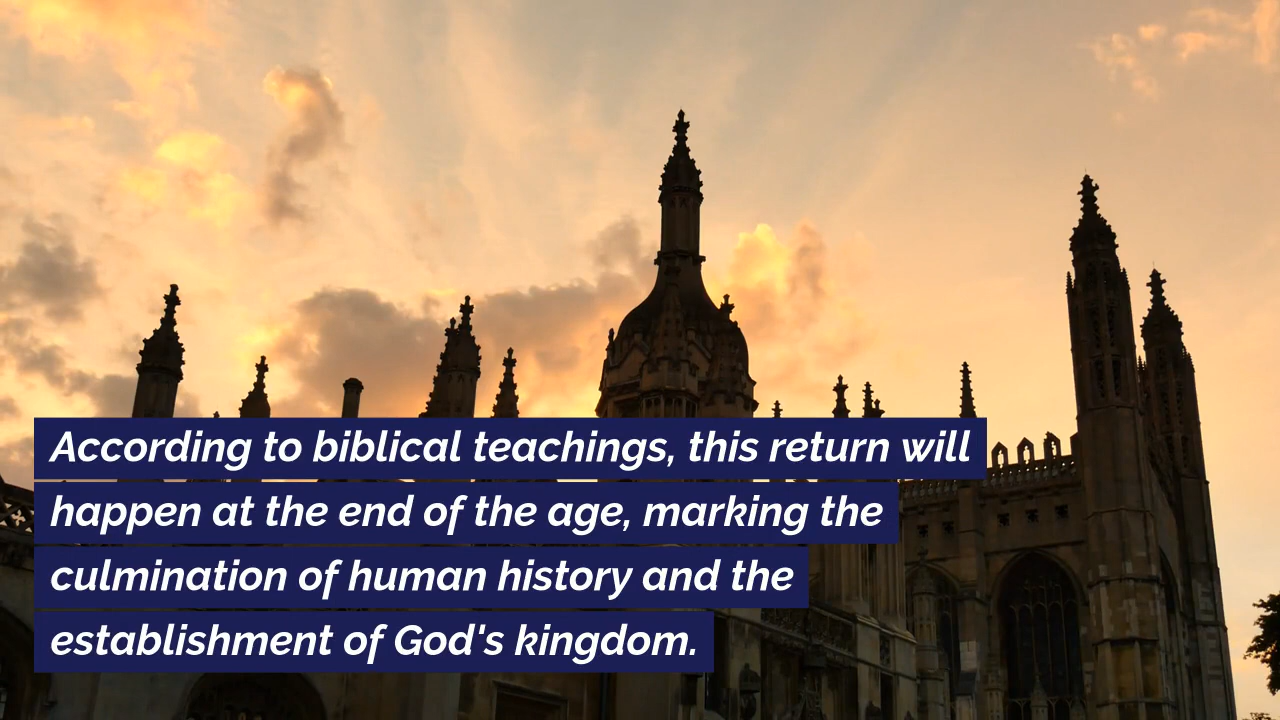 According to biblical teachings, this return will
happen at the end of the age, marking the
culmination of human history and the
establishment of God's kingdom.